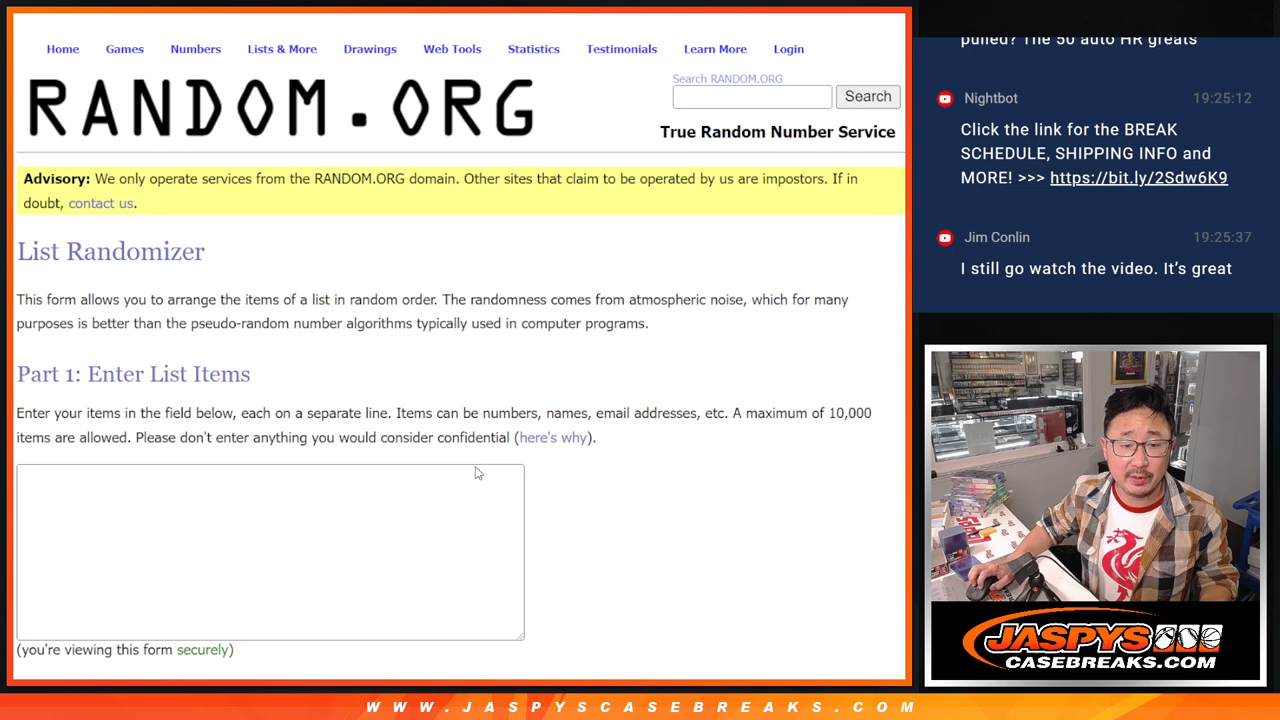 Home Games Numbers Lists & More Drawings Web Tools Statistics Testimonials Learn More Login
RANDOM.ORG
Search RANDOM.ORG
Search
True Random Number Service
Advisory: We only operate services from the RANDOM.ORG domain. Other sites that claim to be operated by us are impostors. If in
doubt, contact us.
List Randomizer
This form allows you to arrange the items of a list in random order. The randomness comes from atmospheric noise, which for many
purposes is better than the pseudo-random number algorithms typically used in computer programs.
Part 1: Enter List Items
Enter your items in the field below, each on a separate line. Items can be numbers, names, email addresses, etc. A maximum of 10,000
items are allowed. Please don't enter anything you would consider confidential (here's why).
(you're viewing this form securely)
pulled? The 50 auto HR greats
Nightbot 19:25:12
Click the link for the BREAK
SCHEDULE, SHIPPING INFO and
MORE! >>> https://bit.ly/2Sdw6K9
Jim Conlin 19:25:37
I still go watch the video. It's great
JASPYS
CASEBREAKS.COM
WWW.JASPYSCASEBREAKS.COM